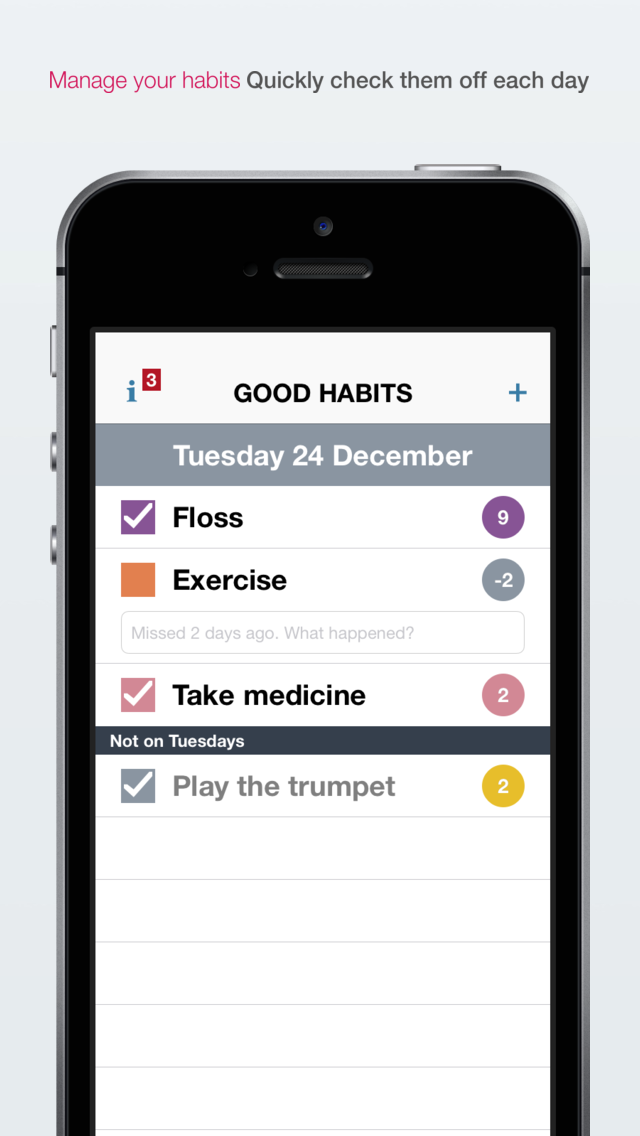 Manage your habits Quickly check them off each day
i 3 GOOD HABITS +
Tuesday 24 December
Floss 9
Exercise -2
Missed 2 days ago. What happened?
Take medicine 2
Not on Tuesdays
Play the trumpet 2